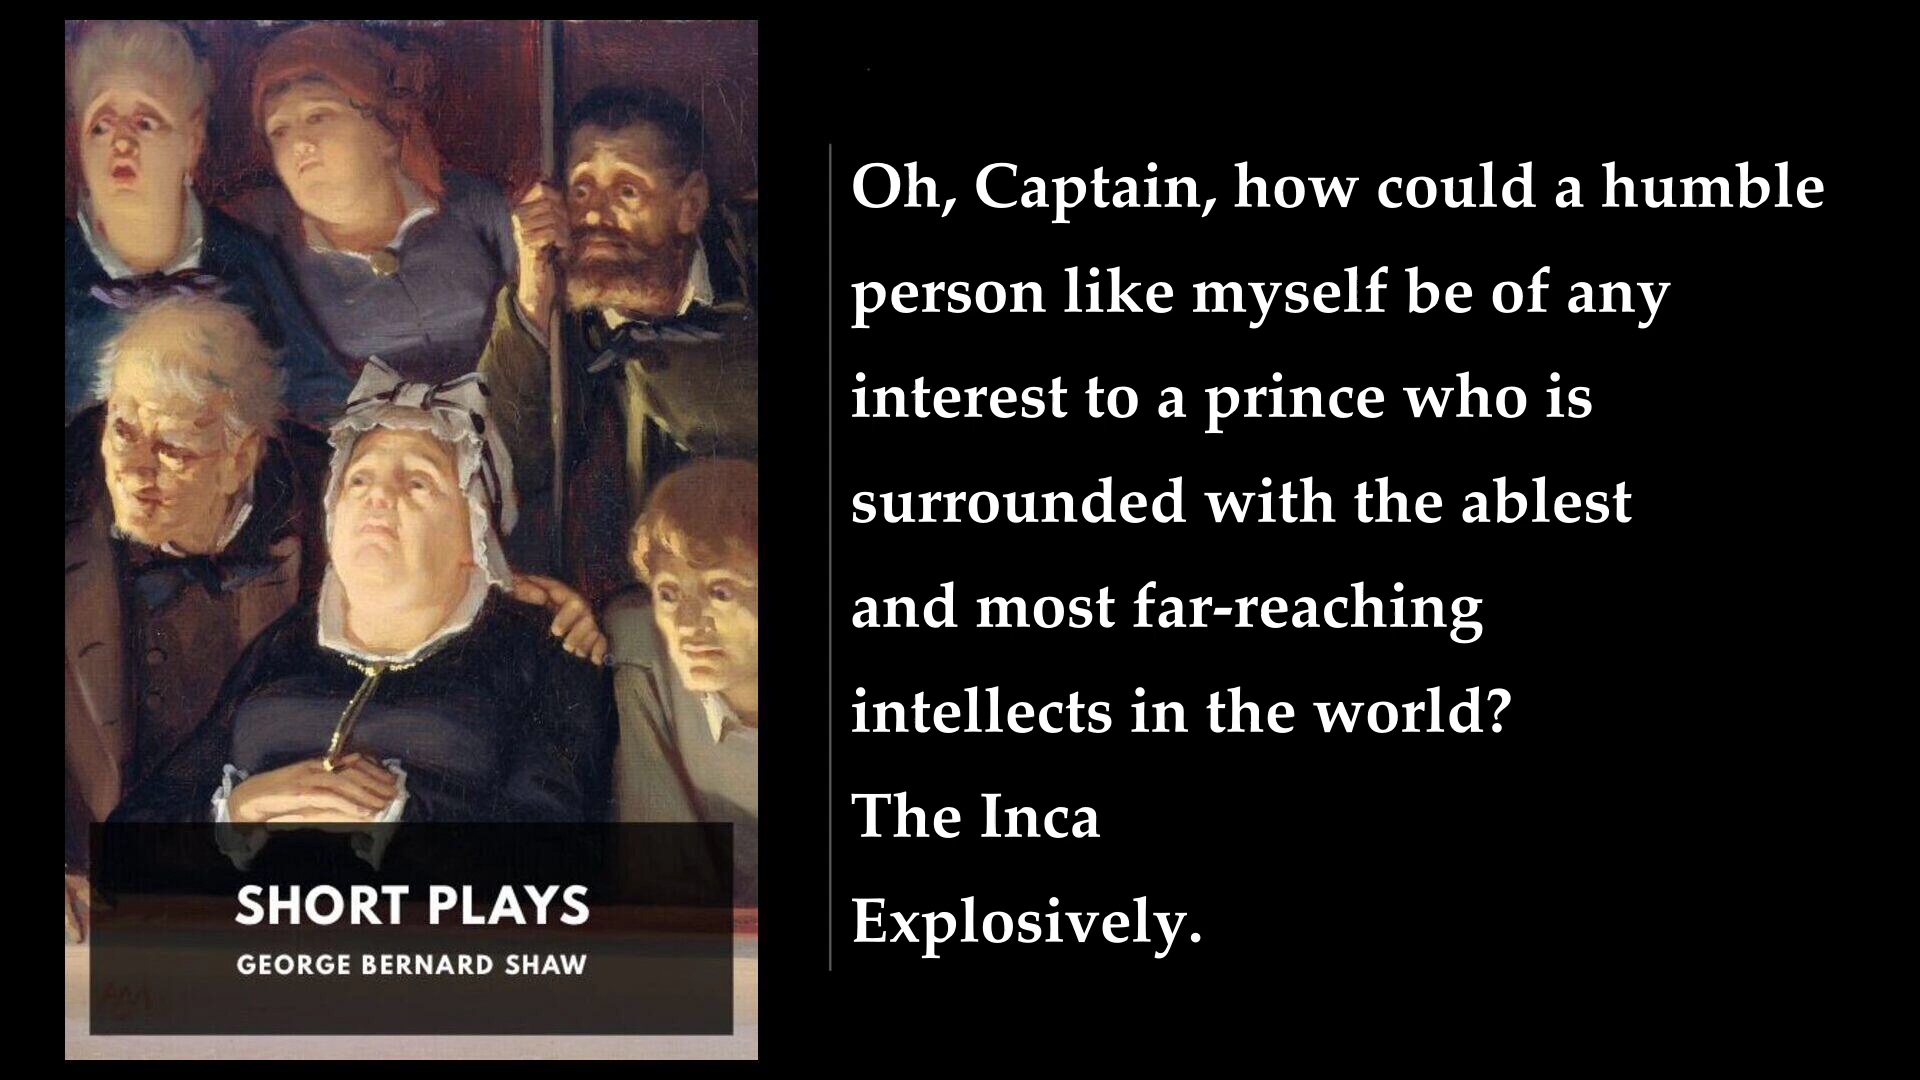 Oh, Captain, how could a humble
person like myself be of any
interest to a prince who is
surrounded with the ablest
and most far-reaching
intellects in the world?
The Inca
Explosively.
SHORT PLAYS
GEORGE BERNARD SHAW